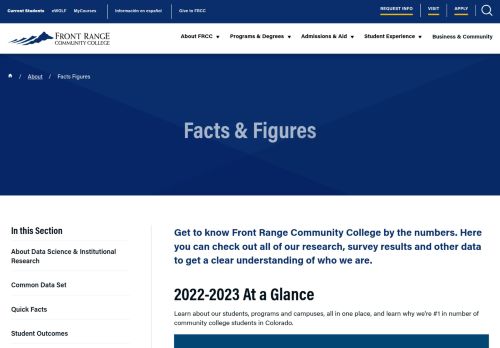 Current Students eWOLF MyCourses Información en español Give to FRCC REQUEST INFO VISIT APPLY
FRONT RANGE
COMMUNITY COLLEGE
About FRCC Programs & Degrees Admissions & Aid Student Experience Business & Community
/ About / Facts Figures
Facts & Figures
In this Section
About Data Science & Institutional
Research
Common Data Set
Quick Facts
Student Outcomes
Get to know Front Range Community College by the numbers. Here
you can check out all of our research, survey results and other data
to get a clear understanding of who we are.
2022-2023 At a Glance
Learn about our students, programs and campuses, all in one place, and learn why we're #1 in number of
community college students in Colorado.